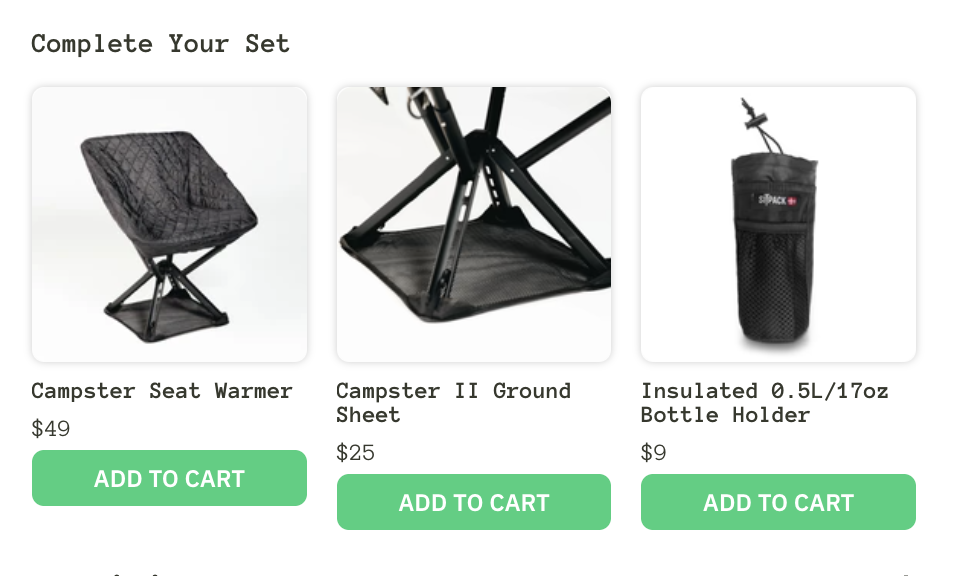 Complete Your Set
SITPACK
Campster Seat Warmer
$49
ADD TO CART
Campster II Ground
Sheet
$25
ADD TO CART
Insulated 0.5L/17oz
Bottle Holder
$9
ADD TO CART